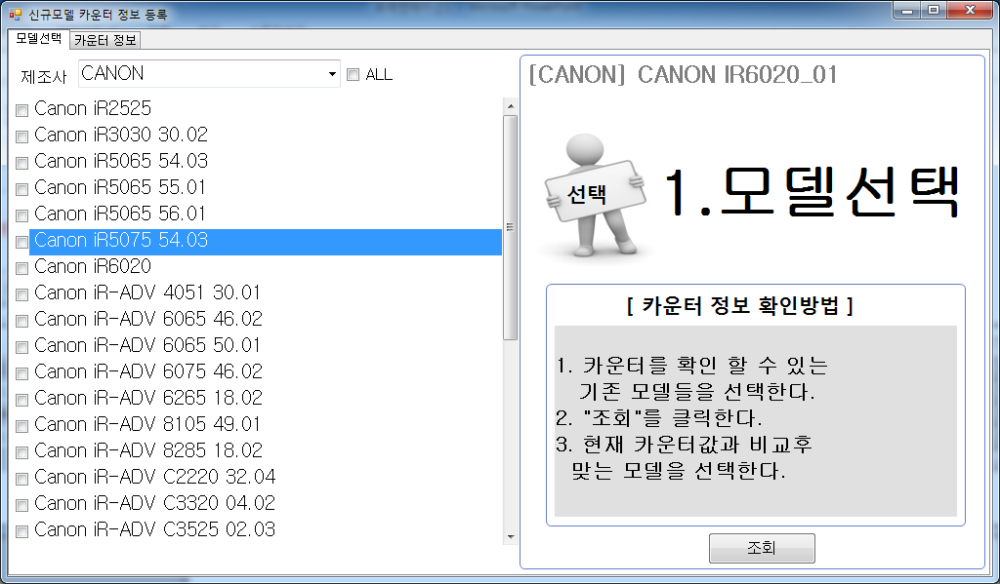 신규모델 카운터 정보 등록
모델선택 카운터 정보
제조사 CANON ALL
Canon iR2525
Canon iR3030 30.02
Canon iR5065 54.03
Canon iR5065 55.01
Canon iR5065 56.01
Canon iR5075 54.03
Canon iR6020
Canon iR-ADV 4051 30.01
Canon iR-ADV 6065 46.02
Canon iR-ADV 6065 50.01
Canon iR-ADV 6075 46.02
Canon iR-ADV 6265 18.02
Canon iR-ADV 8105 49.01
Canon iR-ADV 8285 18.02
Canon iR-ADV C2220 32.04
Canon iR-ADV C3320 04.02
Canon iR-ADV C3525 02.03
[CANON] CANON IR6020_01
선택
1.모델선택
[ 카운터 정보 확인방법 ]
1. 카운터를 확인 할 수 있는
기존 모델들을 선택한다.
2. "조회"를 클릭한다.
3. 현재 카운터값과 비교후
맞는 모델을 선택한다.
조회